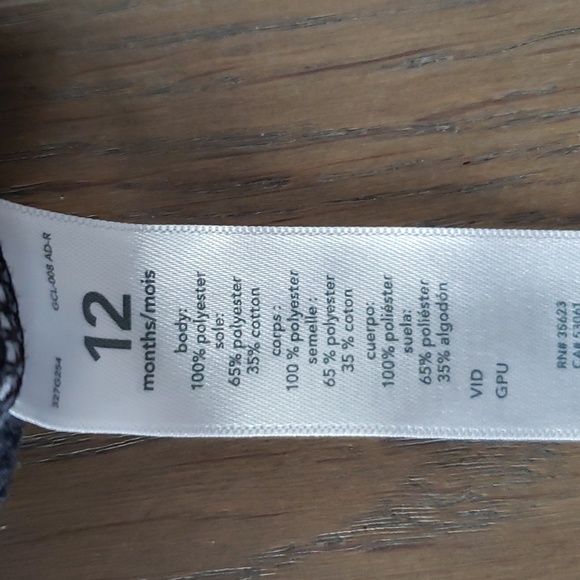 327G254 GCL-008 AD-R
12
months/mois
body:
100% polyester
sole:
65% polyester
35% cotton
corps :
100 % polyester
semelle :
65 % polyester
35 % coton
cuerpo:
100% poliéster
suela:
65% poliéster
35% algodón
VID
GPU
RN# 35623